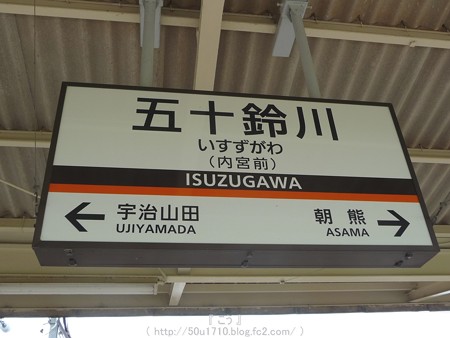 五十鈴川
いすずがわ
(内宮前)
ISUZUGAWA
← 宇治山田 朝熊 →
UJIYAMADA ASAMA
( http://50u1710.blog.fc2.com/ )